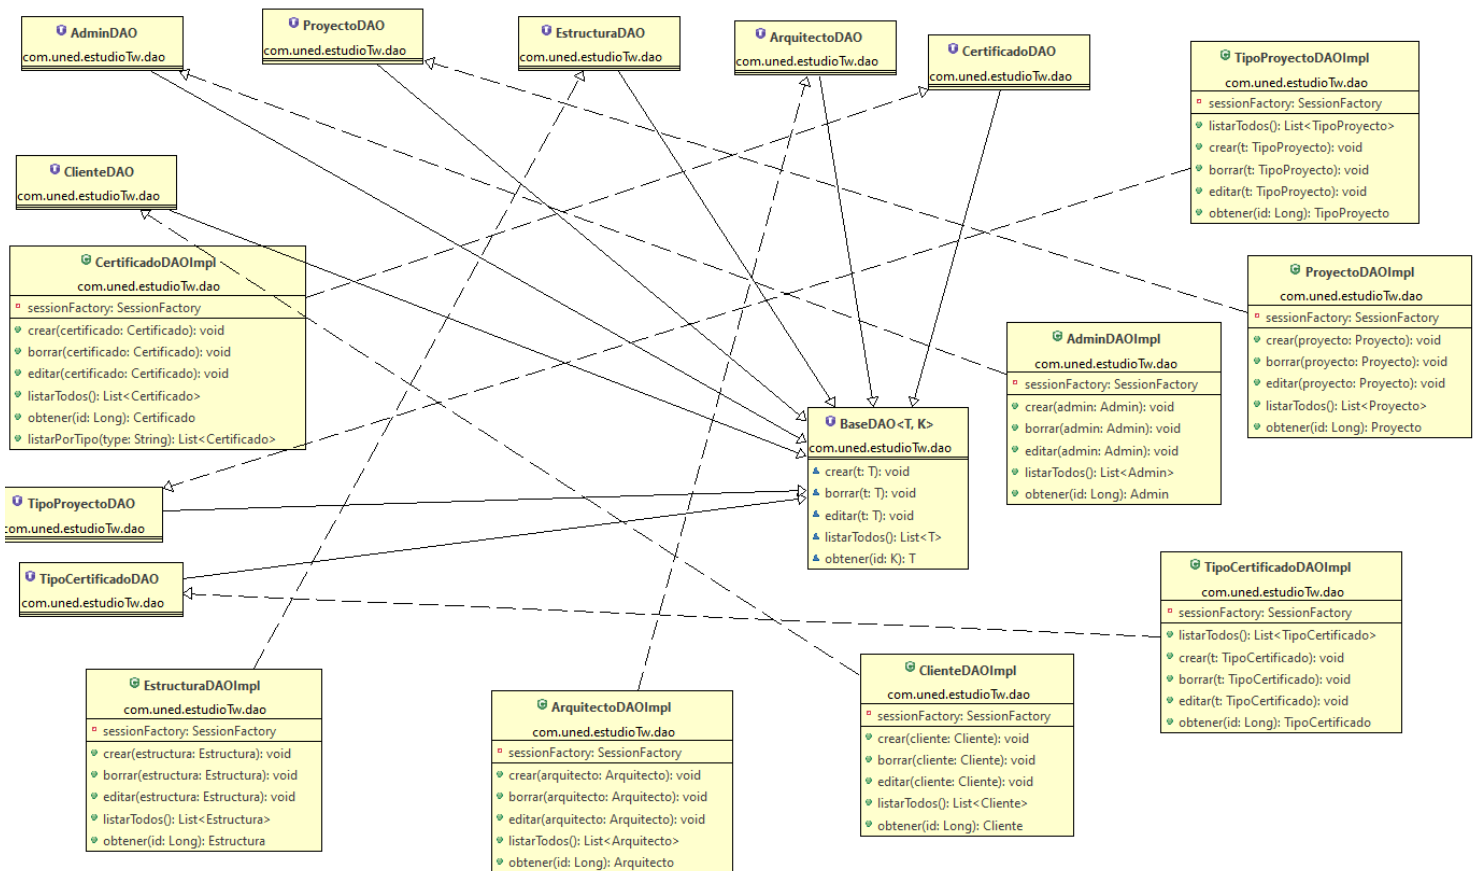 AdminDAO
com.uned.estudioTw.dao
ProyectoDAO
com.uned.estudioTw.dao
EstructuraDAO
com.uned.estudioTw.dao
ArquitectoDAO
com.uned.estudioTw.dao
CertificadoDAO
com.uned.estudioTw.dao
TipoProyectoDAOImpl
com.uned.estudioTw.dao
sessionFactory: SessionFactory
listarTodos(): List<TipoProyecto>
crear(t: TipoProyecto): void
borrar(t: TipoProyecto): void
editar(t: TipoProyecto): void
obtener(id: Long): TipoProyecto
ClienteDAO
com.uned.estudioTw.dao
CertificadoDAOImpl
com.uned.estudioTw.dao
sessionFactory: SessionFactory
crear(certificado: Certificado): void
borrar(certificado: Certificado): void
editar(certificado: Certificado): void
listarTodos(): List<Certificado>
obtener(id: Long): Certificado
listarPorTipo(type: String): List<Certificado>
ProyectoDAOImpl
com.uned.estudioTw.dao
sessionFactory: SessionFactory
crear(proyecto: Proyecto): void
borrar(proyecto: Proyecto): void
editar(proyecto: Proyecto): void
listarTodos(): List<Proyecto>
obtener(id: Long): Proyecto
AdminDAOImpl
com.uned.estudioTw.dao
sessionFactory: SessionFactory
crear(admin: Admin): void
borrar(admin: Admin): void
editar(admin: Admin): void
listarTodos(): List<Admin>
obtener(id: Long): Admin
BaseDAO<T, K>
com.uned.estudioTw.dao
crear(t: T): void
borrar(t: T): void
editar(t: T): void
listarTodos(): List<T>
obtener(id: K): T
TipoProyectoDAO
com.uned.estudioTw.dao
TipoCertificadoDAO
com.uned.estudioTw.dao
TipoCertificadoDAOImpl
com.uned.estudioTw.dao
sessionFactory: SessionFactory
listarTodos(): List<TipoCertificado>
crear(t: TipoCertificado): void
borrar(t: TipoCertificado): void
editar(t: TipoCertificado): void
obtener(id: Long): TipoCertificado
EstructuraDAOImpl
com.uned.estudioTw.dao
sessionFactory: SessionFactory
crear(estructura: Estructura): void
borrar(estructura: Estructura): void
editar(estructura: Estructura): void
listarTodos(): List<Estructura>
obtener(id: Long): Estructura
ArquitectoDAOImpl
com.uned.estudioTw.dao
sessionFactory: SessionFactory
crear(arquitecto: Arquitecto): void
borrar(arquitecto: Arquitecto): void
editar(arquitecto: Arquitecto): void
listarTodos(): List<Arquitecto>
obtener(id: Long): Arquitecto
ClienteDAOImpl
com.uned.estudioTw.dao
sessionFactory: SessionFactory
crear(cliente: Cliente): void
borrar(cliente: Cliente): void
editar(cliente: Cliente): void
listarTodos(): List<Cliente>
obtener(id: Long): Cliente